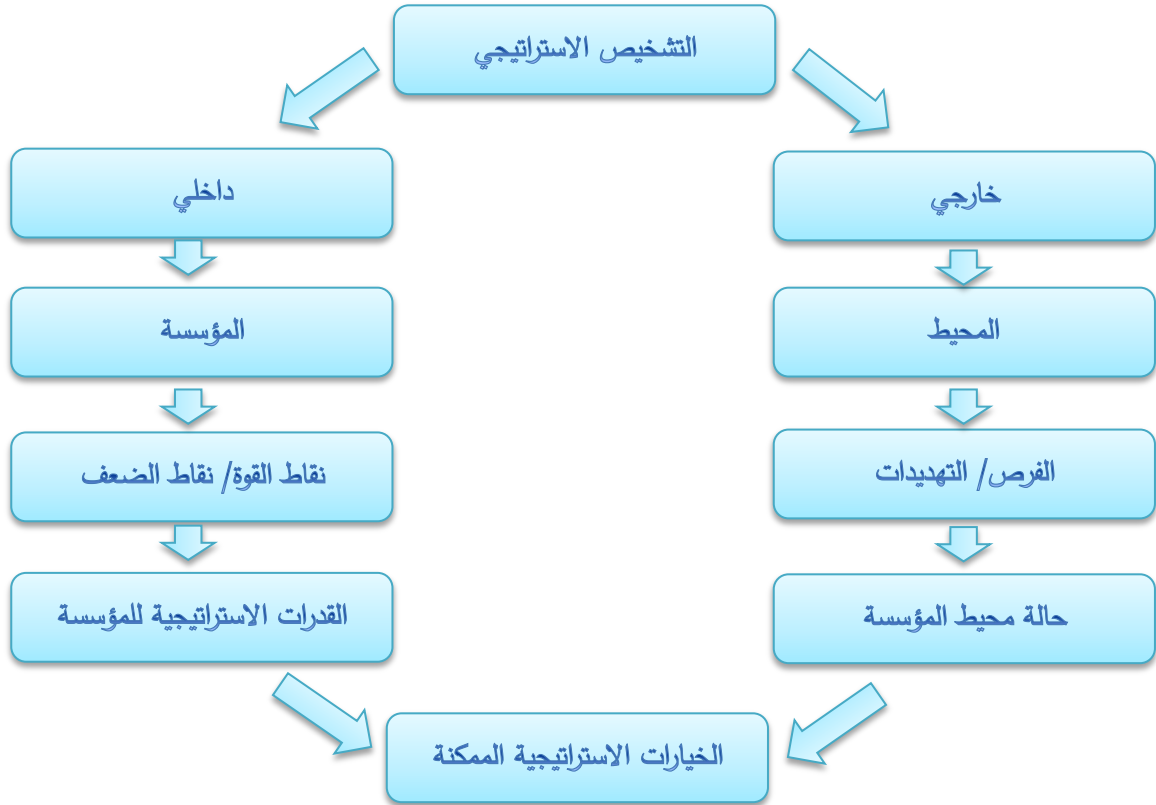 التشخيص الاستراتيجي
خارجي
داخلي
المحيط
المؤسسة
الفرص/ التهديدات
نقاط القوة/ نقاط الضعف
حالة محيط المؤسسة
القدرات الاستراتيجية للمؤسسة
الخيارات الاستراتيجية الممكنة